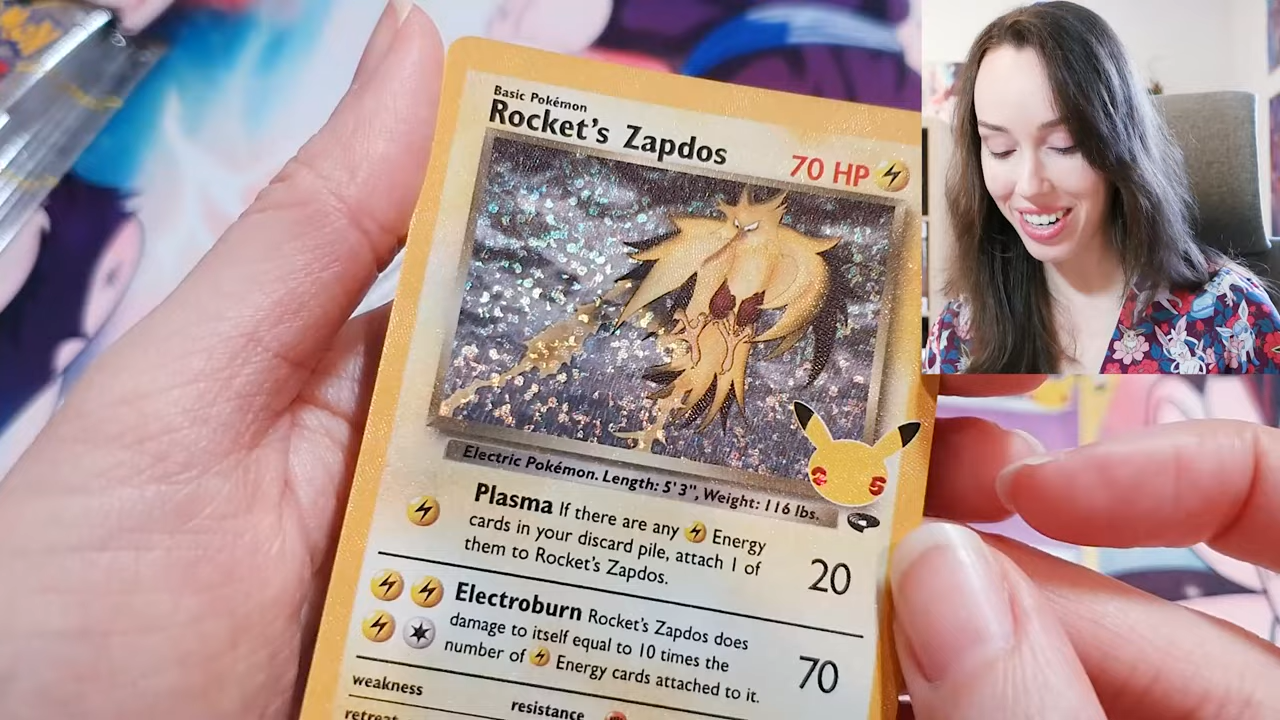 Basic Pokémon
Rocket's Zapdos
70 HP
Electric Pokémon. Length: 5' 3", Weight: 116 lbs.
Plasma If there are any Energy
cards in your discard pile, attach 1 of
them to Rocket's Zapdos.
20
Electroburn Rocket's Zapdos does
damage to itself equal to 10 times the
number of Energy cards attached to it.
70
weakness
resistance
retreat